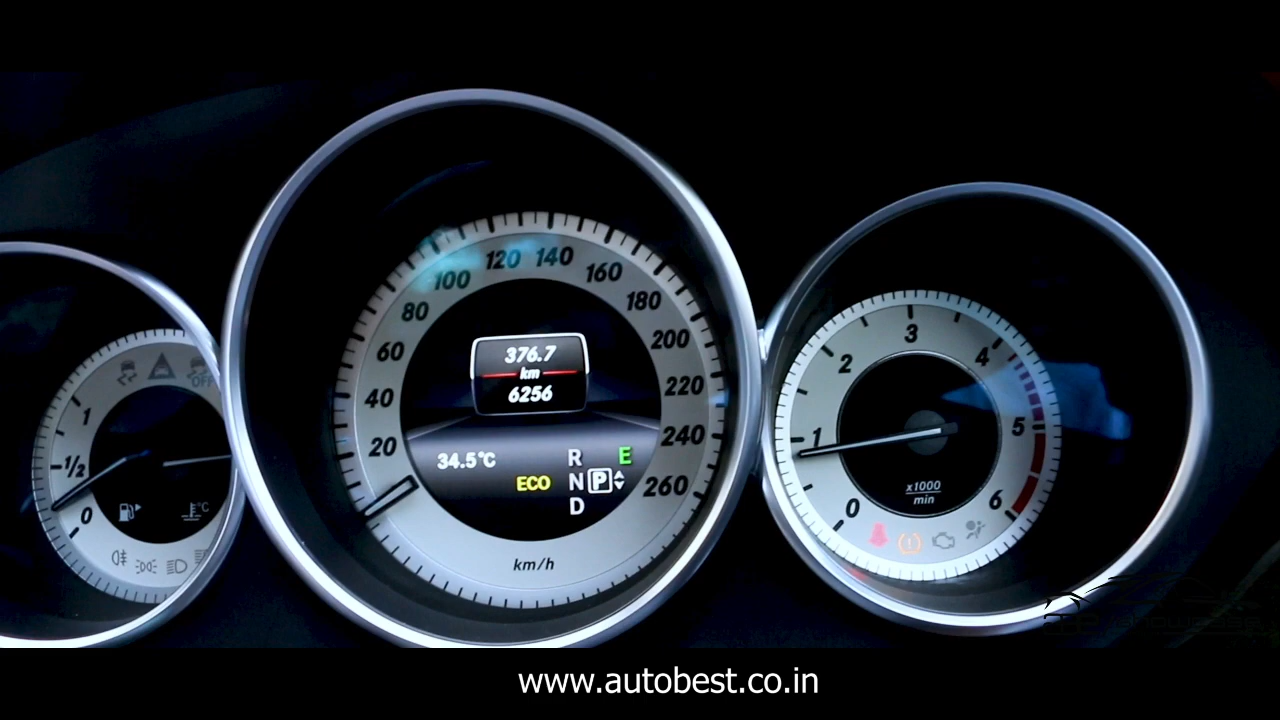 OFF
1
1/2
0
°C
20
40
60
80
100
120
140
160
180
200
220
240
260
376.7
km
6256
34.5°C
ECO
R
N P
D
E
km/h
0
1
2
3
4
5
6
x1000
min
www.autobest.co.in